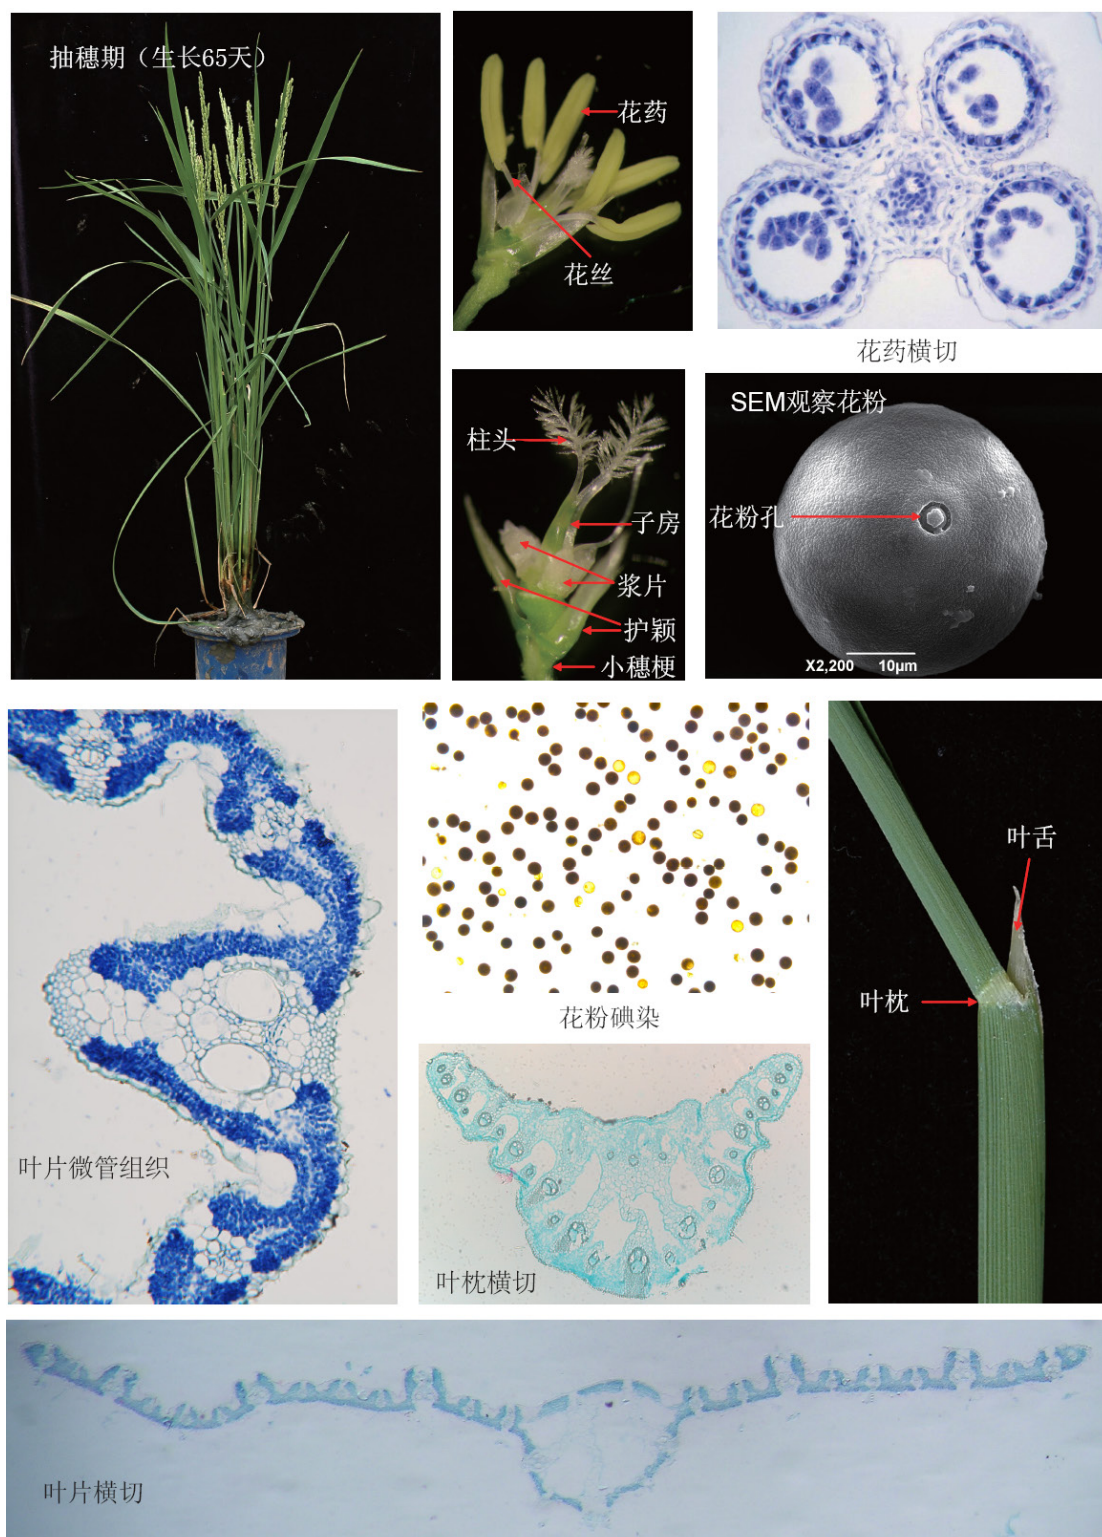 抽穗期（生长65天）
花药
花丝
花药横切
柱头
子房
浆片
护颖
小穗梗
SEM观察花粉
花粉孔
X2,200 10μm
叶片微管组织
花粉碘染
叶舌
叶枕
叶枕横切
叶片横切